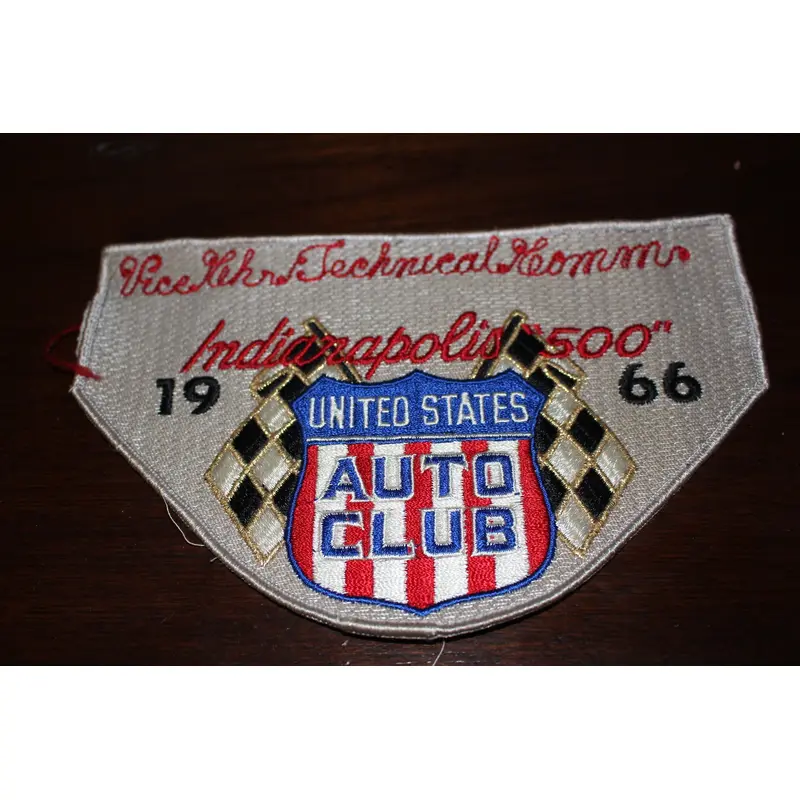 Vice Chr. Technical Comm.
Indianapolis "500"
19 66
UNITED STATES
AUTO
CLUB